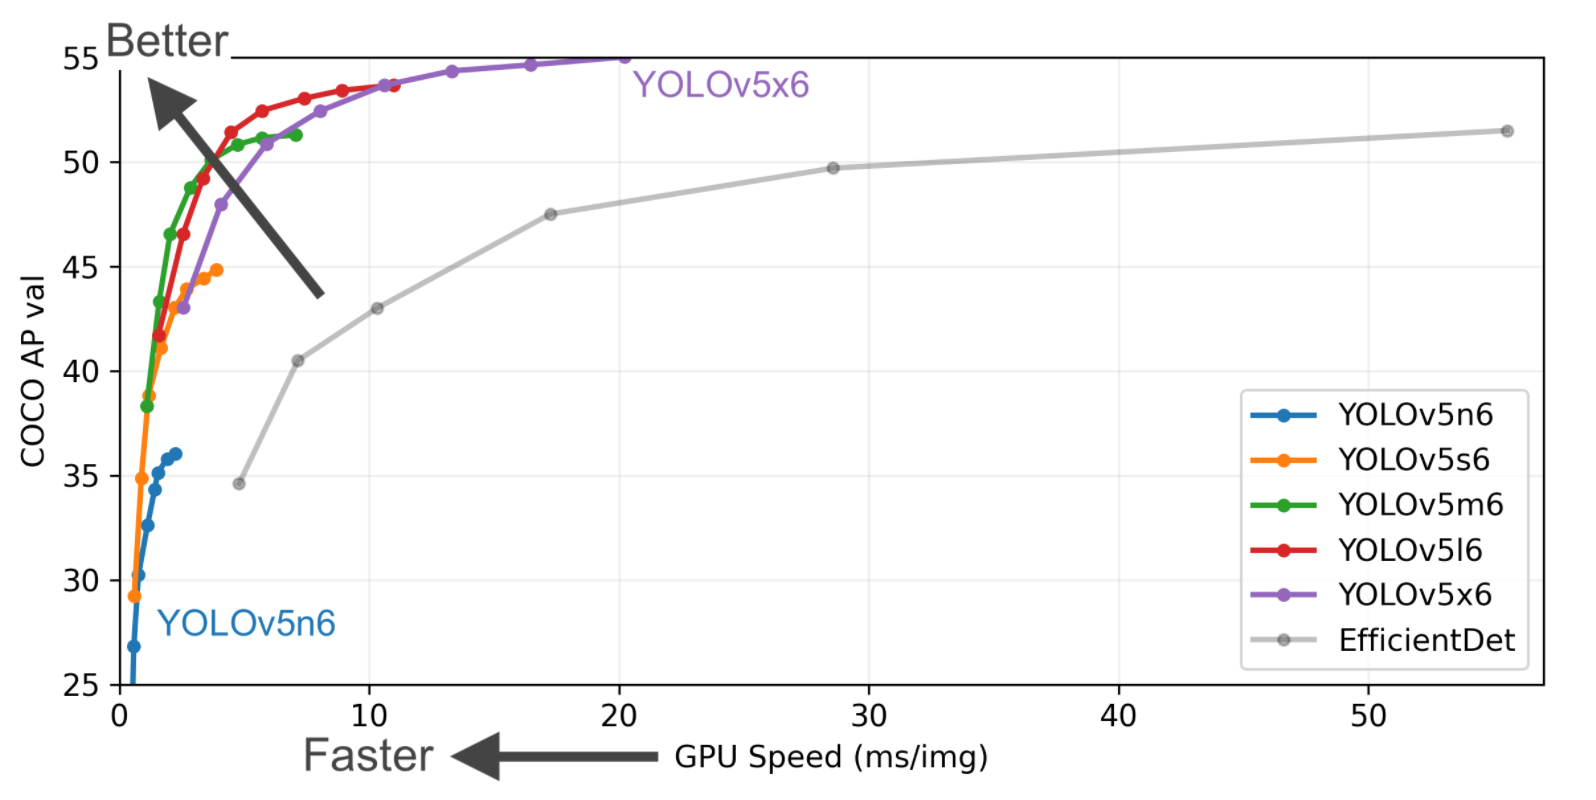 Better
55
50
45
40
35
30
25
COCO AP val
YOLOv5x6
YOLOv5n6
YOLOv5n6
YOLOv5s6
YOLOv5m6
YOLOv5l6
YOLOv5x6
EfficientDet
0 10 20 30 40 50
Faster GPU Speed (ms/img)